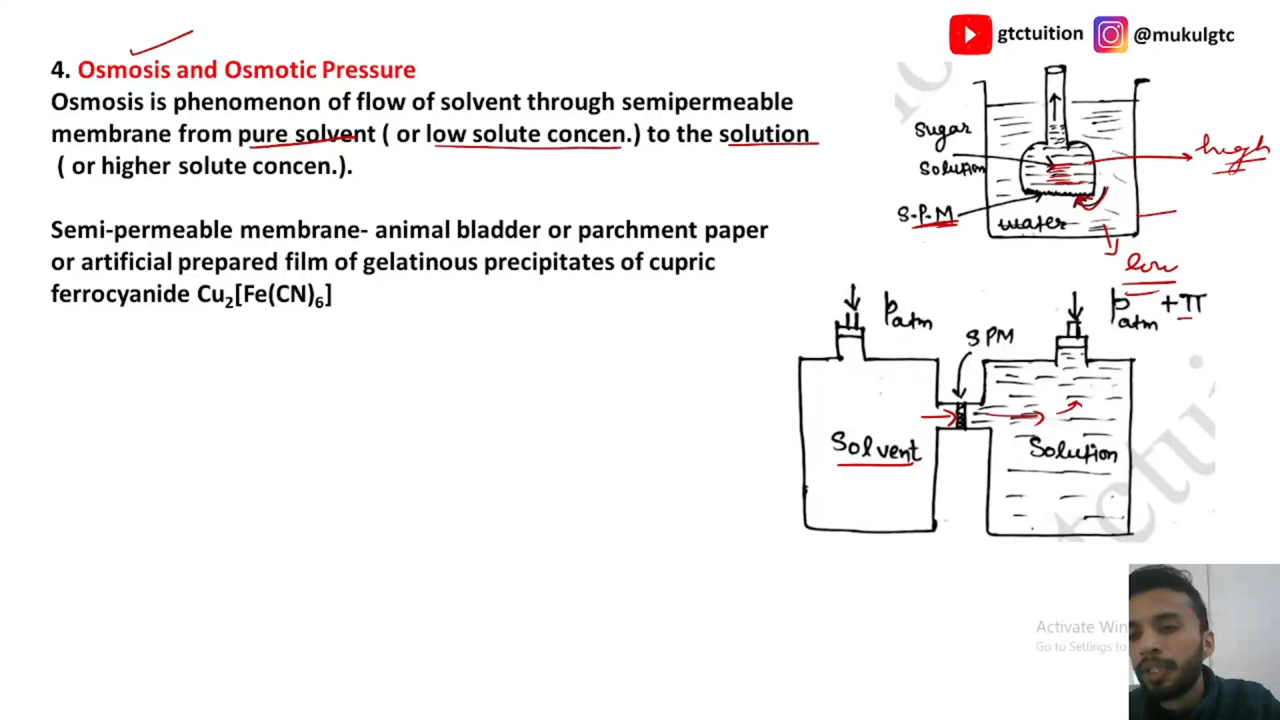 gtctuition @mukulgtc
4. Osmosis and Osmotic Pressure
Osmosis is phenomenon of flow of solvent through semipermeable
membrane from pure solvent ( or low solute concen.) to the solution
( or higher solute concen.).
Semi-permeable membrane- animal bladder or parchment paper
or artificial prepared film of gelatinous precipitates of cupric
ferrocyanide Cu₂[Fe(CN)₆]
Sugar
Solution
S-P-M
water
high
low
Patm
SPM
Patm + π
Solvent
Solution
Activate Win
Go to Settings to